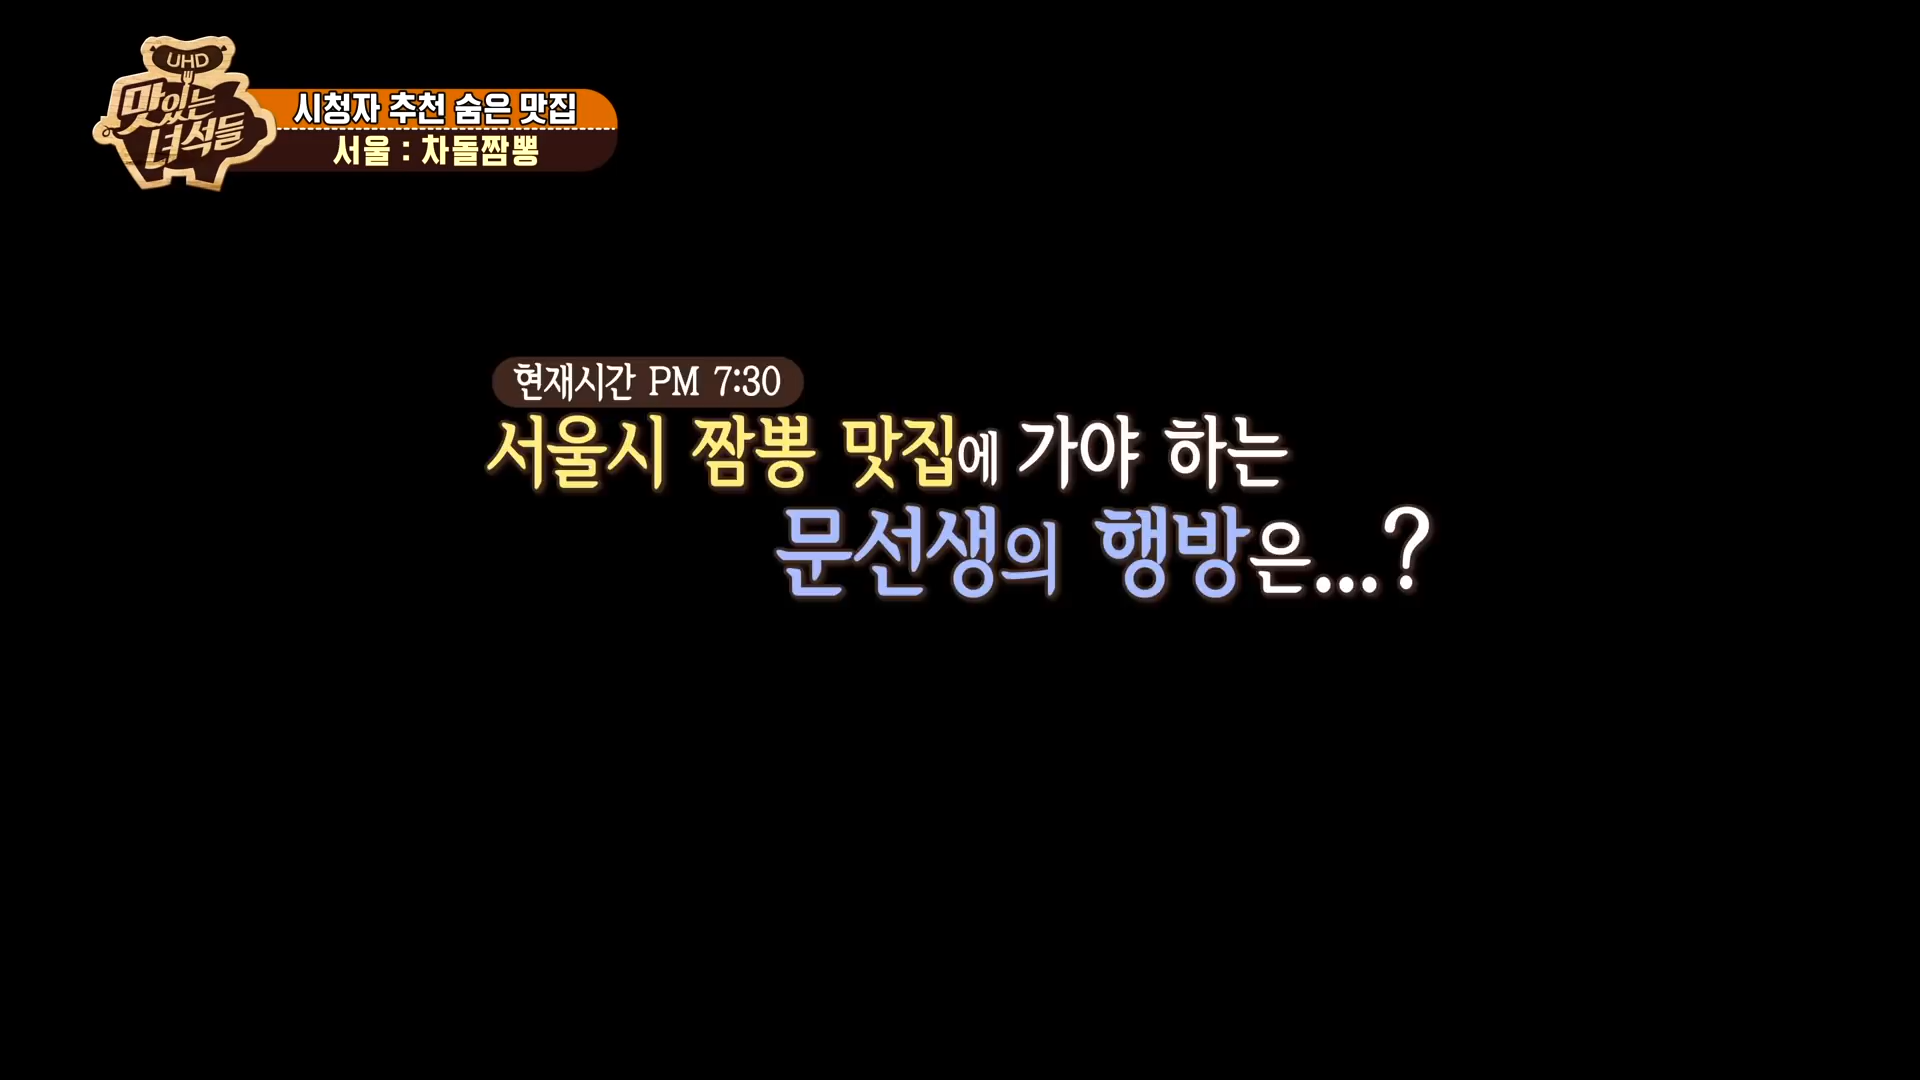 UHD
맛있는
녀석들
시청자 추천 숨은 맛집
서울 : 차돌짬뽕
현재시간 PM 7:30
서울시 짬뽕 맛집에 가야 하는
문선생의 행방은...?